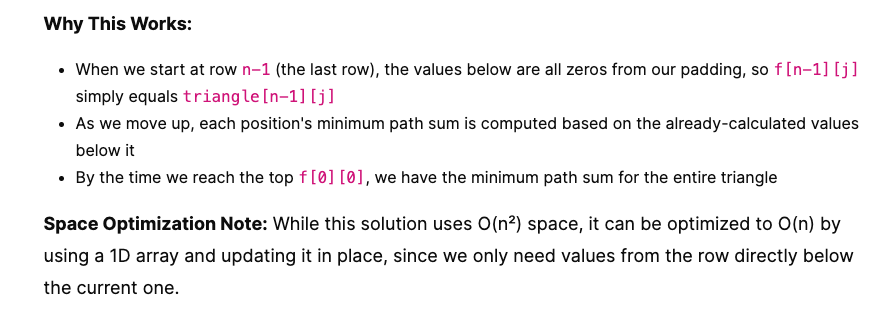 Why This Works:
• When we start at row n-1 (the last row), the values below are all zeros from our padding, so f[n-1][j]
simply equals triangle[n-1][j]
• As we move up, each position's minimum path sum is computed based on the already-calculated values
below it
• By the time we reach the top f[0][0], we have the minimum path sum for the entire triangle
Space Optimization Note: While this solution uses O(n²) space, it can be optimized to O(n) by
using a 1D array and updating it in place, since we only need values from the row directly below
the current one.